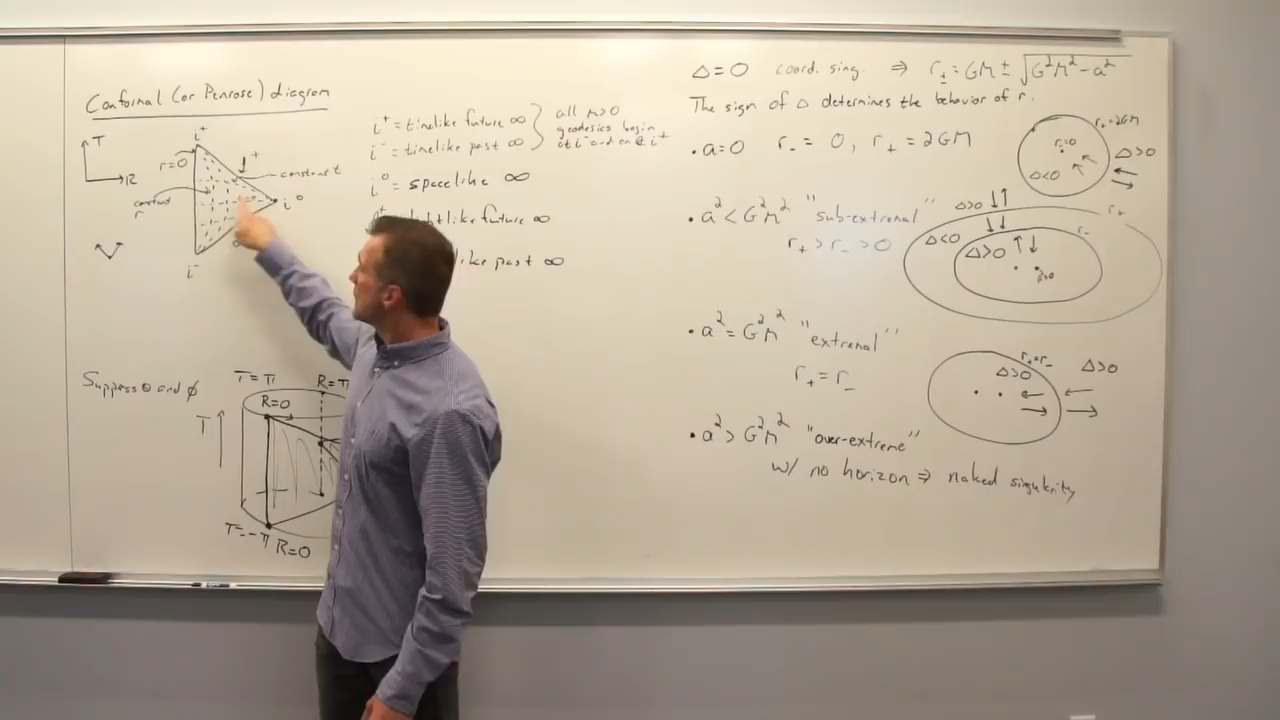 Conformal (or Penrose) diagram
T
R
i⁺
r=0
+
constant t
constant r
i⁰
i⁻
i⁺ = timelike future ∞
i⁻ = timelike past ∞
all m>0
geodesics begin
at i⁻ and end @ i⁺
i⁰ = spacelike ∞
lightlike future ∞
like past ∞
Suppress θ and φ
T
T=π
R=π
R=0
T=-π
R=0
Δ=0 coord. sing. ⇒ r± = GM ± √G²M²-a²
The sign of Δ determines the behavior of r.
• a=0 r₋ = 0, r₊ = 2GM
r₊=2GM
r=0
Δ<0
Δ>0
• a² < G²M² "sub-extremal"
r₊ > r₋ > 0
Δ>0
r₊
Δ<0
r₋
Δ>0
• a² = G²M² "extremal"
r₊ = r₋
r₊=r₋
Δ>0
Δ>0
• a² > G²M² "over-extreme"
w/ no horizon ⇒ naked singularity